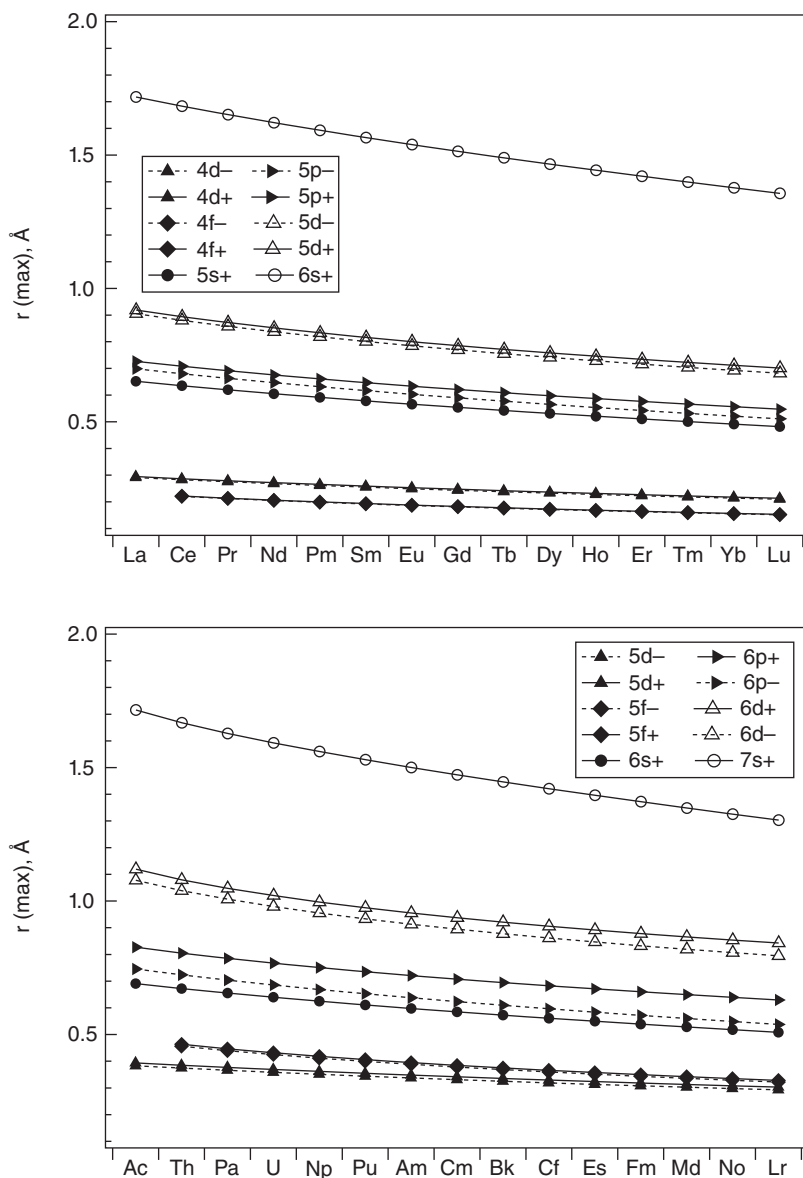 2.0
1.5
1.0
0.5
r (max), Å
4d– 5p–
4d+ 5p+
4f– 5d–
4f+ 5d+
5s+ 6s+
La Ce Pr Nd Pm Sm Eu Gd Tb Dy Ho Er Tm Yb Lu
2.0
1.5
1.0
0.5
r (max), Å
5d– 6p+
5d+ 6p–
5f– 6d+
5f+ 6d–
6s+ 7s+
Ac Th Pa U Np Pu Am Cm Bk Cf Es Fm Md No Lr